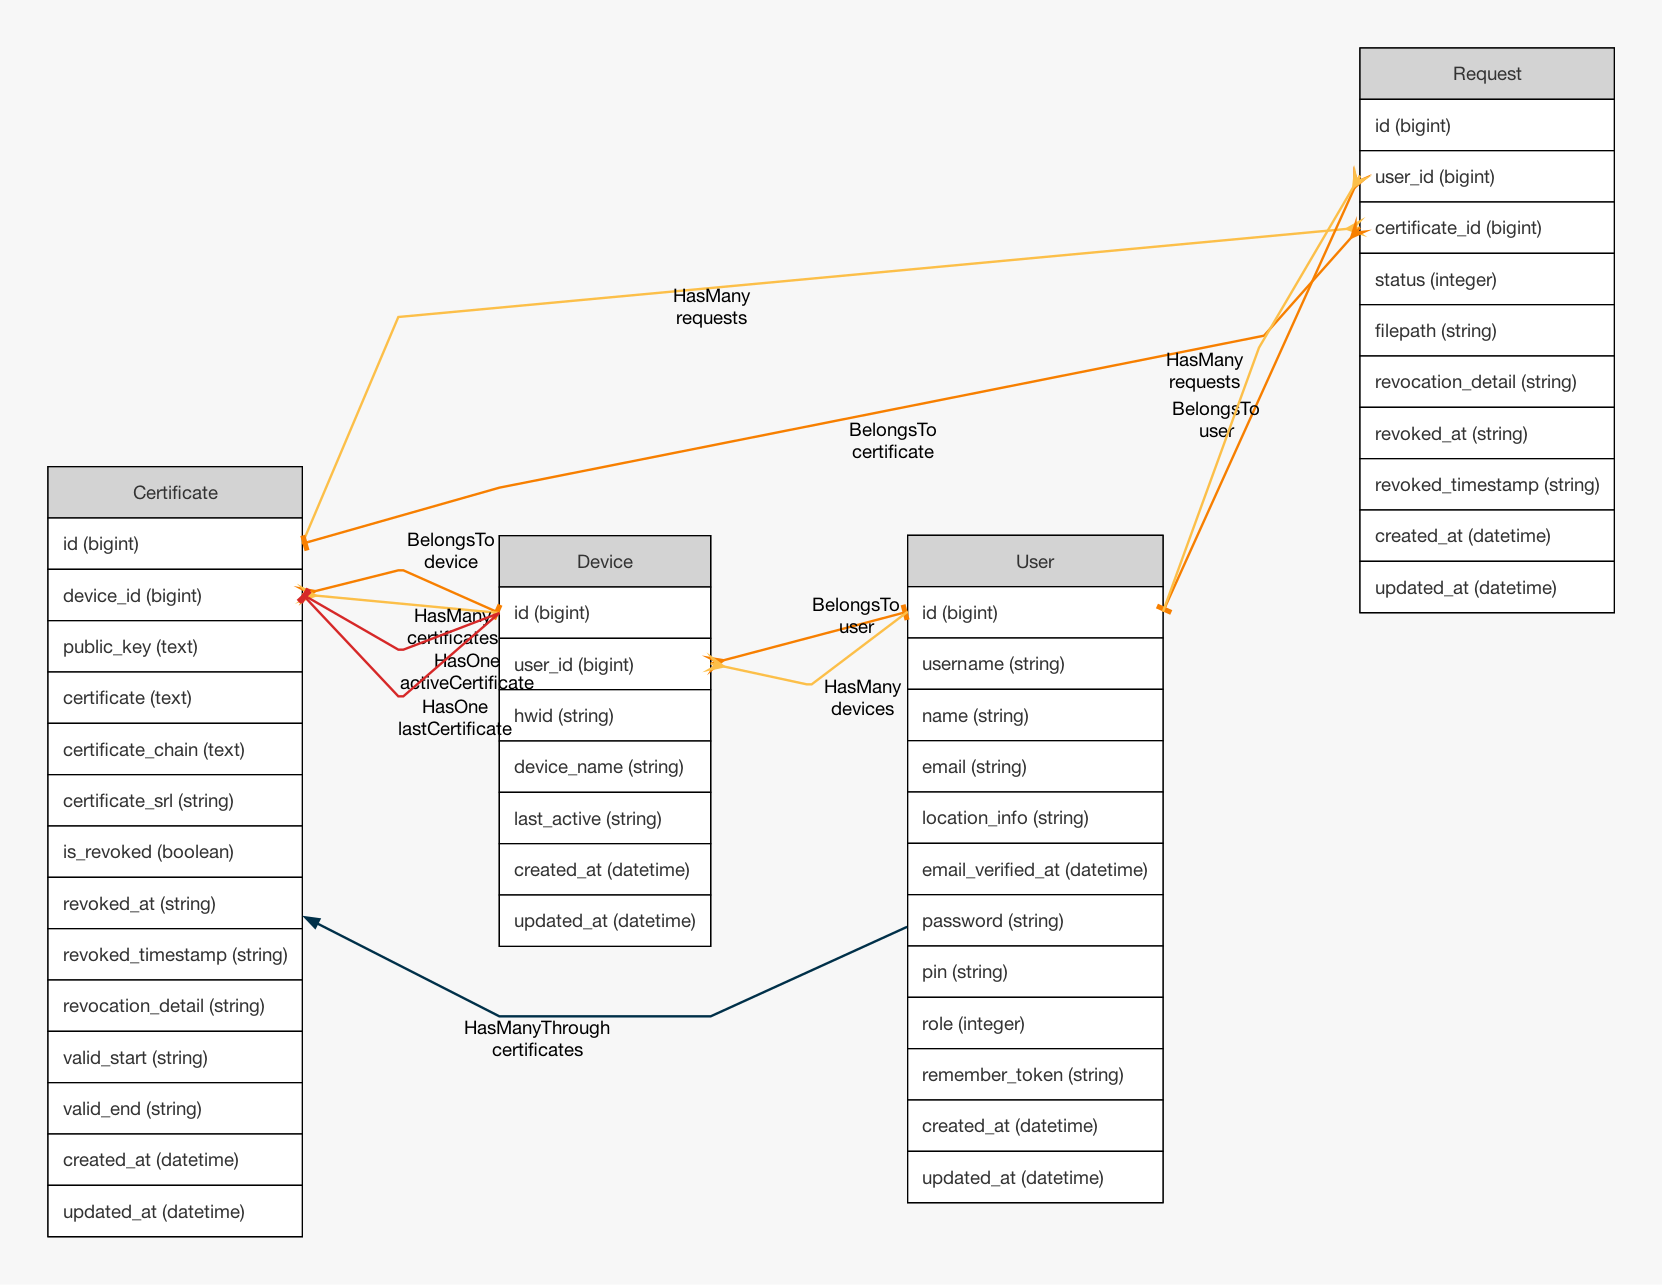 Request
id (bigint)
user_id (bigint)
certificate_id (bigint)
status (integer)
filepath (string)
revocation_detail (string)
revoked_at (string)
revoked_timestamp (string)
created_at (datetime)
updated_at (datetime)
HasMany
requests
HasMany
requests
BelongsTo
user
BelongsTo
certificate
Certificate
id (bigint)
device_id (bigint)
public_key (text)
certificate (text)
certificate_chain (text)
certificate_srl (string)
is_revoked (boolean)
revoked_at (string)
revoked_timestamp (string)
revocation_detail (string)
valid_start (string)
valid_end (string)
created_at (datetime)
updated_at (datetime)
BelongsTo
device
HasMany
certificates
HasOne
activeCertificate
HasOne
lastCertificate
Device
id (bigint)
user_id (bigint)
hwid (string)
device_name (string)
last_active (string)
created_at (datetime)
updated_at (datetime)
BelongsTo
user
HasMany
devices
User
id (bigint)
username (string)
name (string)
email (string)
location_info (string)
email_verified_at (datetime)
password (string)
pin (string)
role (integer)
remember_token (string)
created_at (datetime)
updated_at (datetime)
HasManyThrough
certificates